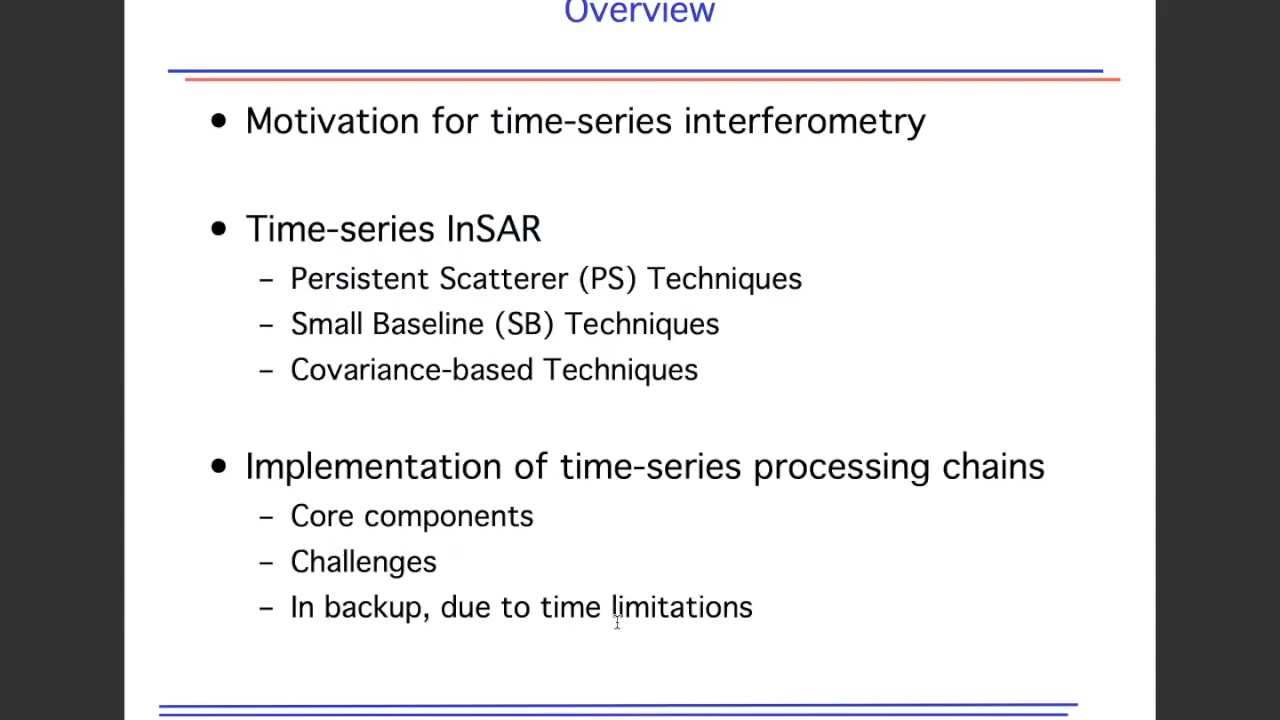 Overview
• Motivation for time-series interferometry
• Time-series InSAR
– Persistent Scatterer (PS) Techniques
– Small Baseline (SB) Techniques
– Covariance-based Techniques
• Implementation of time-series processing chains
– Core components
– Challenges
– In backup, due to time limitations